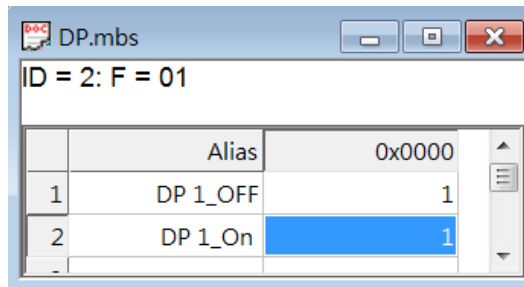 DP.mbs
ID = 2: F = 01
Alias 0x0000
1 DP 1_OFF 1
2 DP 1_On 1